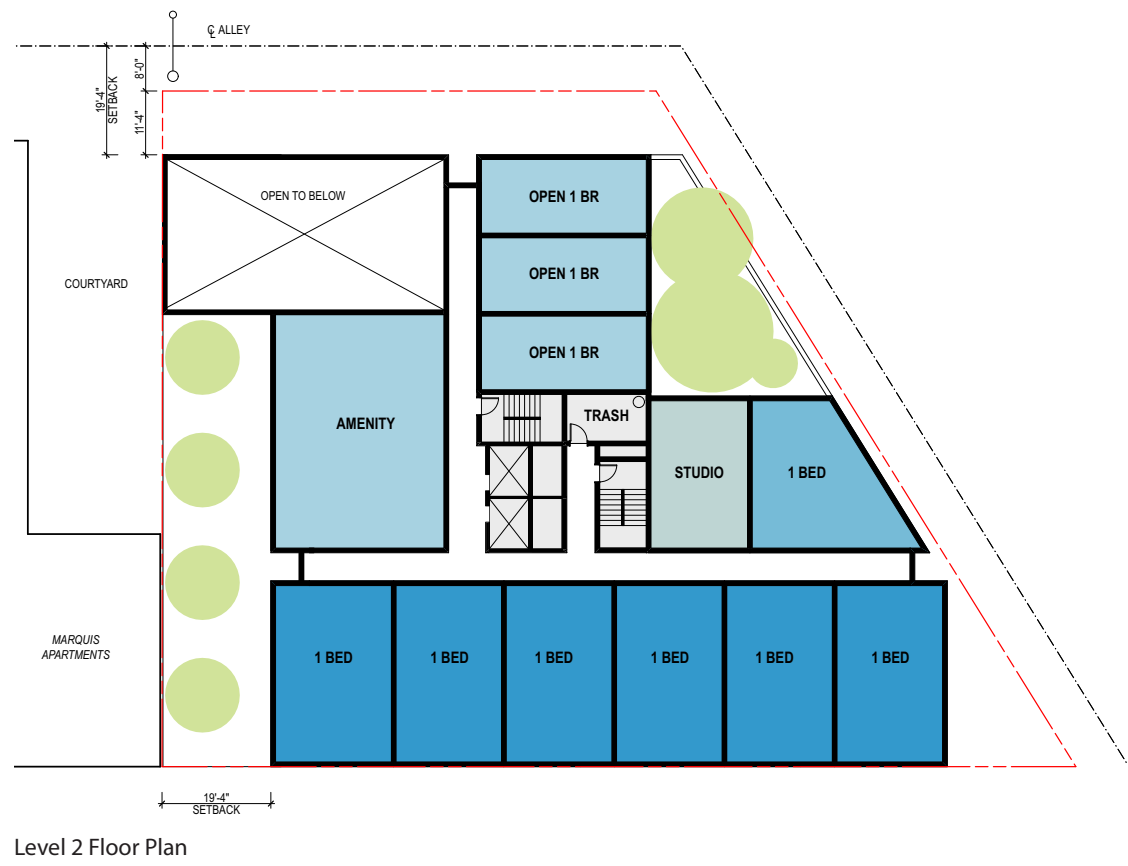 ℄ ALLEY
8'-0"
19'-4"
SETBACK
11'-4"
OPEN TO BELOW
OPEN 1 BR
COURTYARD
OPEN 1 BR
OPEN 1 BR
AMENITY
TRASH
STUDIO
1 BED
MARQUIS
APARTMENTS
1 BED
1 BED
1 BED
1 BED
1 BED
1 BED
19'-4"
SETBACK
Level 2 Floor Plan